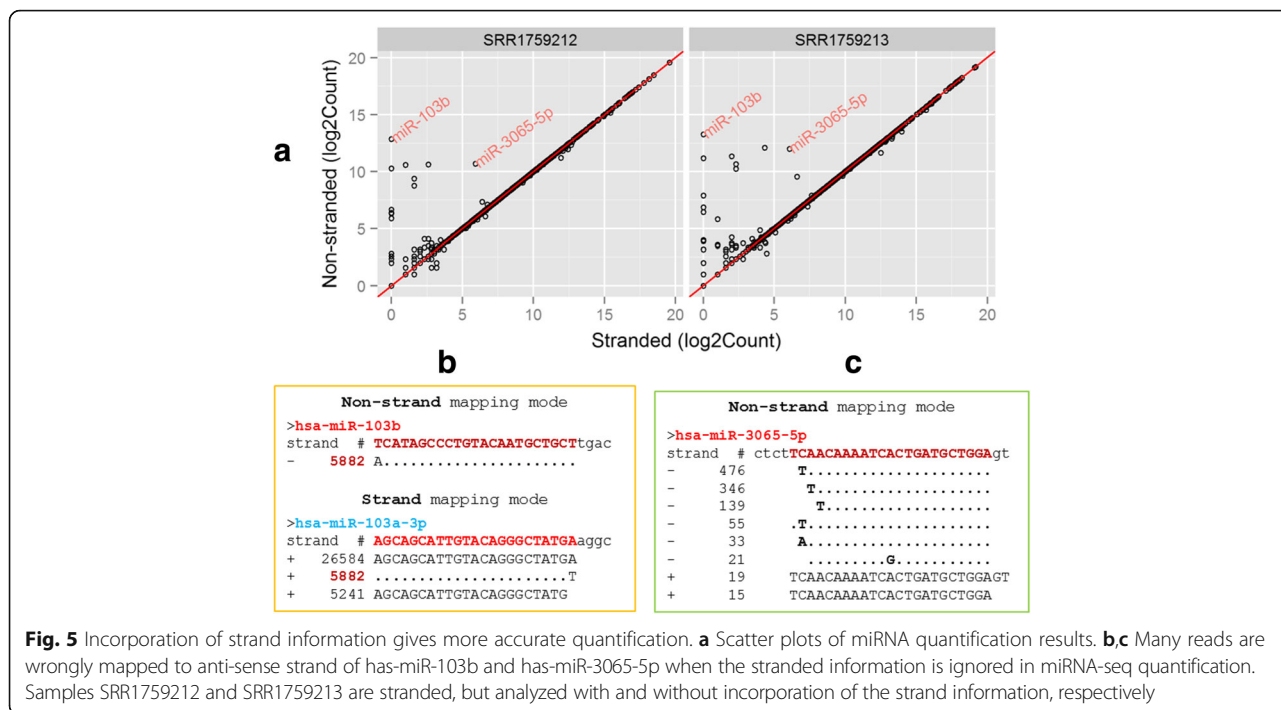 SRR1759212
SRR1759213
20
15
10
5
0
miR-103b
miR-3065-5p
miR-103b
miR-3065-5p
a
Non-stranded (log2Count)
0 5 10 15 20
0 5 10 15 20
Stranded (log2Count)
b
c
Non-strand mapping mode
>hsa-miR-103b
strand # TCATAGCCCTGTACAATGCTGCTtgac
- 5882 A......................
Strand mapping mode
>hsa-miR-103a-3p
strand # AGCAGCATTGTACAGGGCTATGAaggc
+ 26584 AGCAGCATTGTACAGGGCTATGA
+ 5882 ......................T
+ 5241 AGCAGCATTGTACAGGGCTATG
Non-strand mapping mode
>hsa-miR-3065-5p
strand # ctctTCAACAAAATCACTGATGCTGGAgt
- 476 T.....................
- 346 T....................
- 139 T...................
- 55 .T.....................
- 33 A.....................
- 21 ..........G...........
+ 19 TCAACAAAATCACTGATGCTGGAGT
+ 15 TCAACAAAATCACTGATGCTGGA
Fig. 5 Incorporation of strand information gives more accurate quantification. a Scatter plots of miRNA quantification results. b,c Many reads are
wrongly mapped to anti-sense strand of has-miR-103b and has-miR-3065-5p when the stranded information is ignored in miRNA-seq quantification.
Samples SRR1759212 and SRR1759213 are stranded, but analyzed with and without incorporation of the strand information, respectively